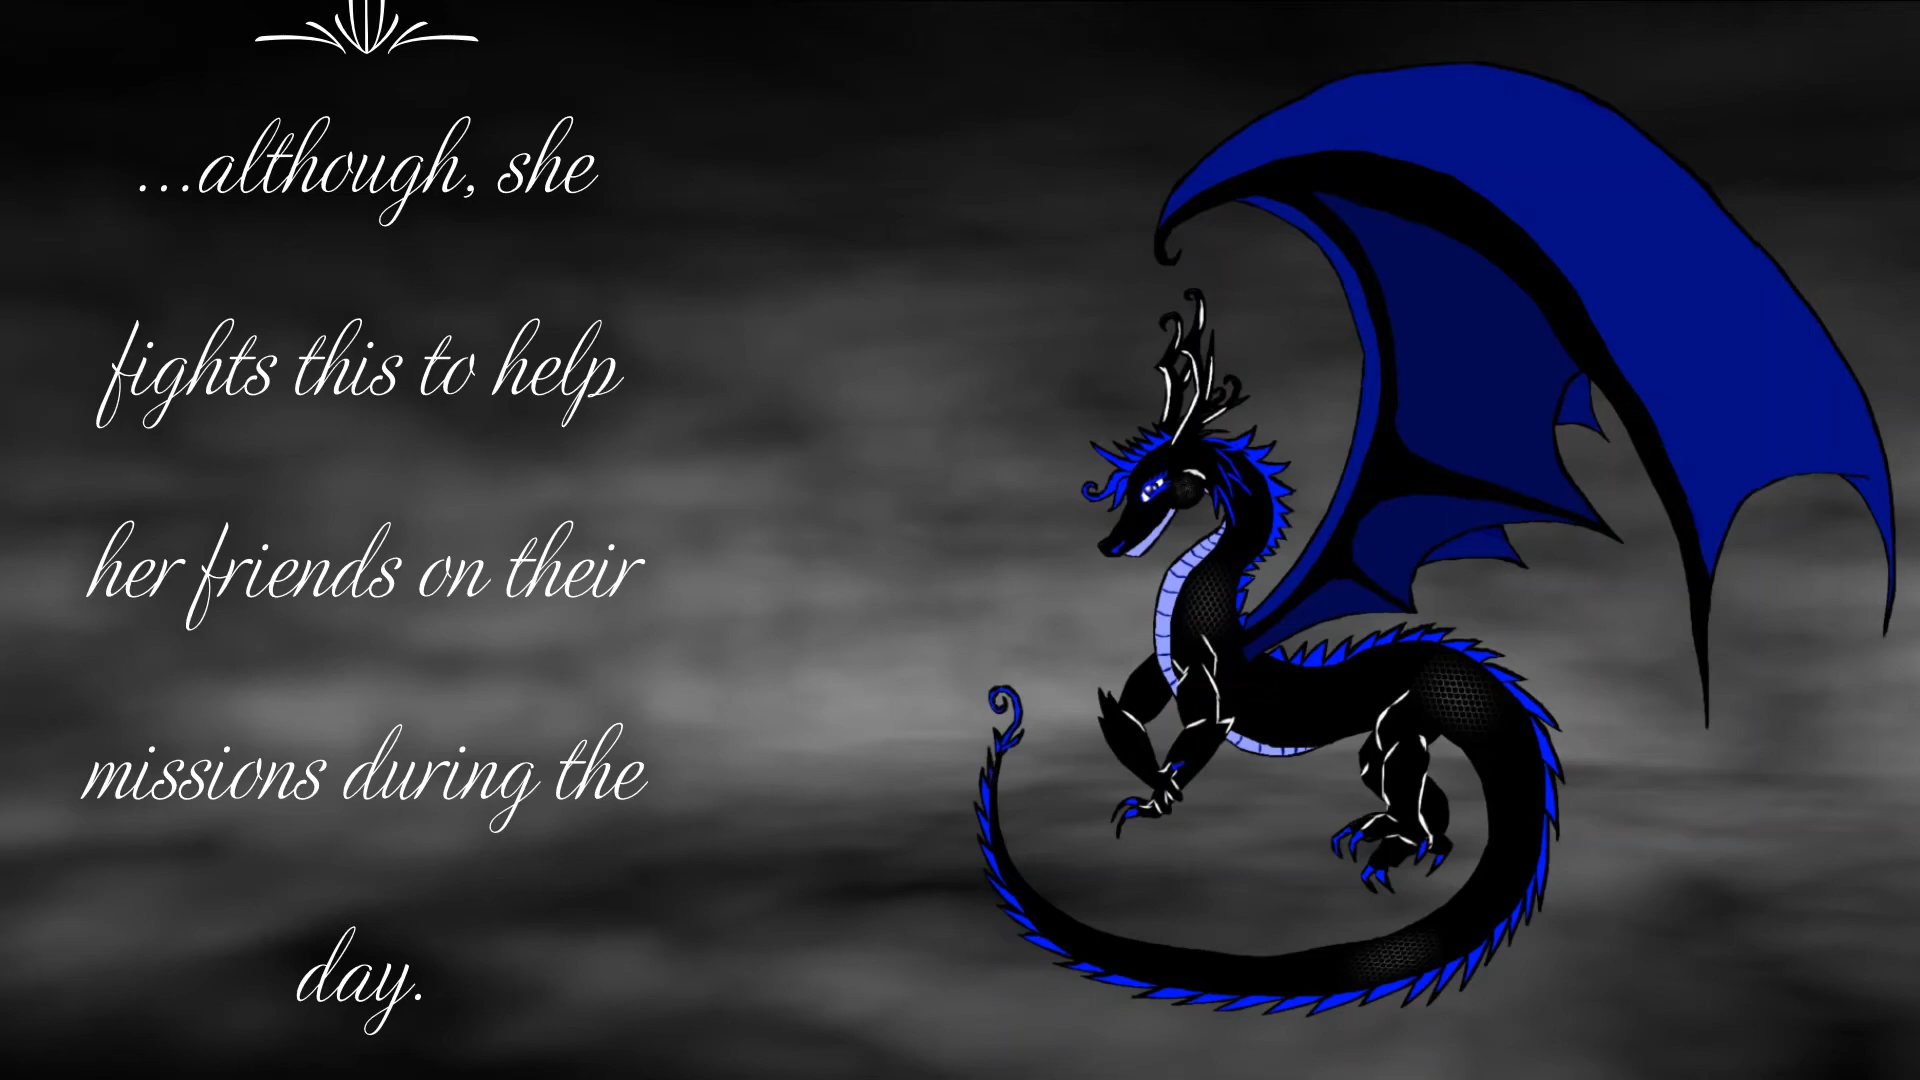 ...although, she
fights this to help
her friends on their
missions during the
day.